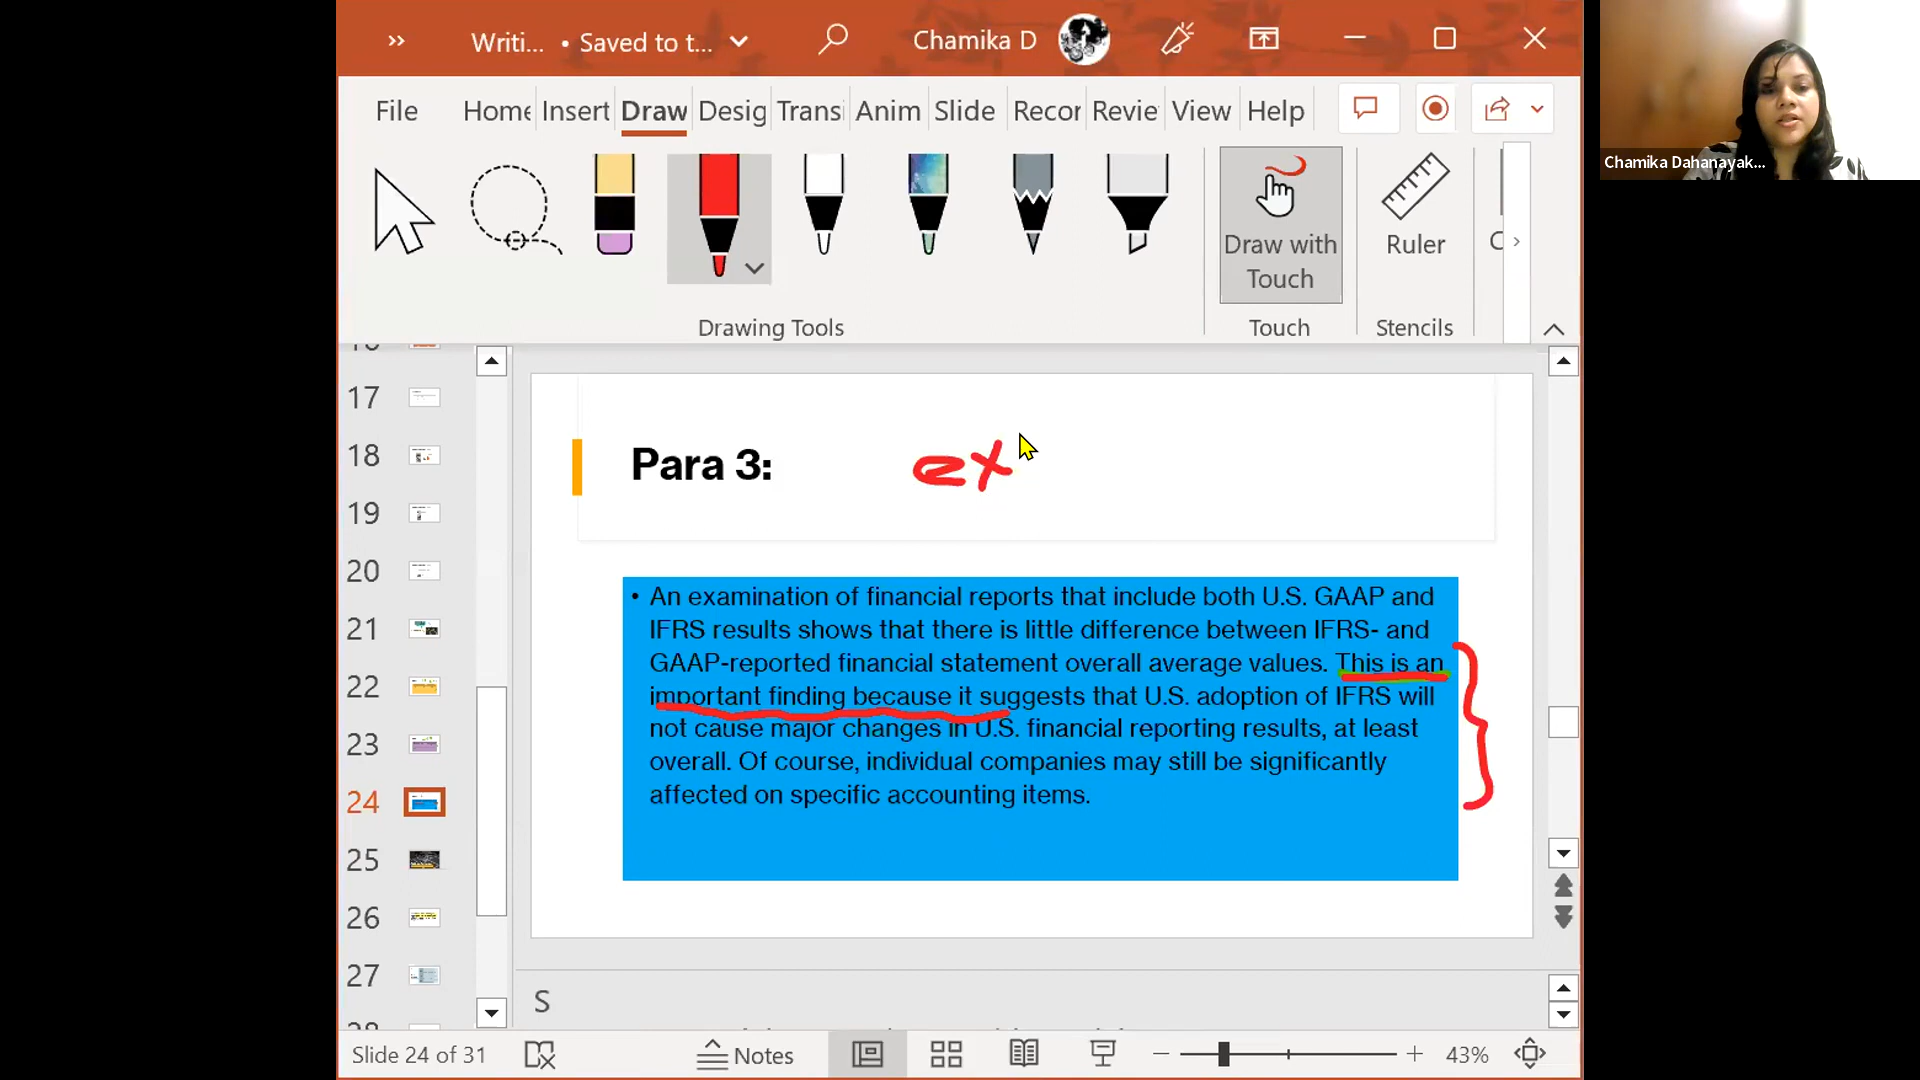 Writi... • Saved to t...
Chamika D
Chamika Dahanayak...
File Home Insert Draw Desig Trans Anim Slide Recor Revie View Help
Draw with
Touch
Ruler
Drawing Tools
Touch
Stencils
17
18
19
20
21
22
23
24
25
26
27
Para 3:
ex
• An examination of financial reports that include both U.S. GAAP and
IFRS results shows that there is little difference between IFRS- and
GAAP-reported financial statement overall average values. This is an
important finding because it suggests that U.S. adoption of IFRS will
not cause major changes in U.S. financial reporting results, at least
overall. Of course, individual companies may still be significantly
affected on specific accounting items.
S
Slide 24 of 31
Notes
43%